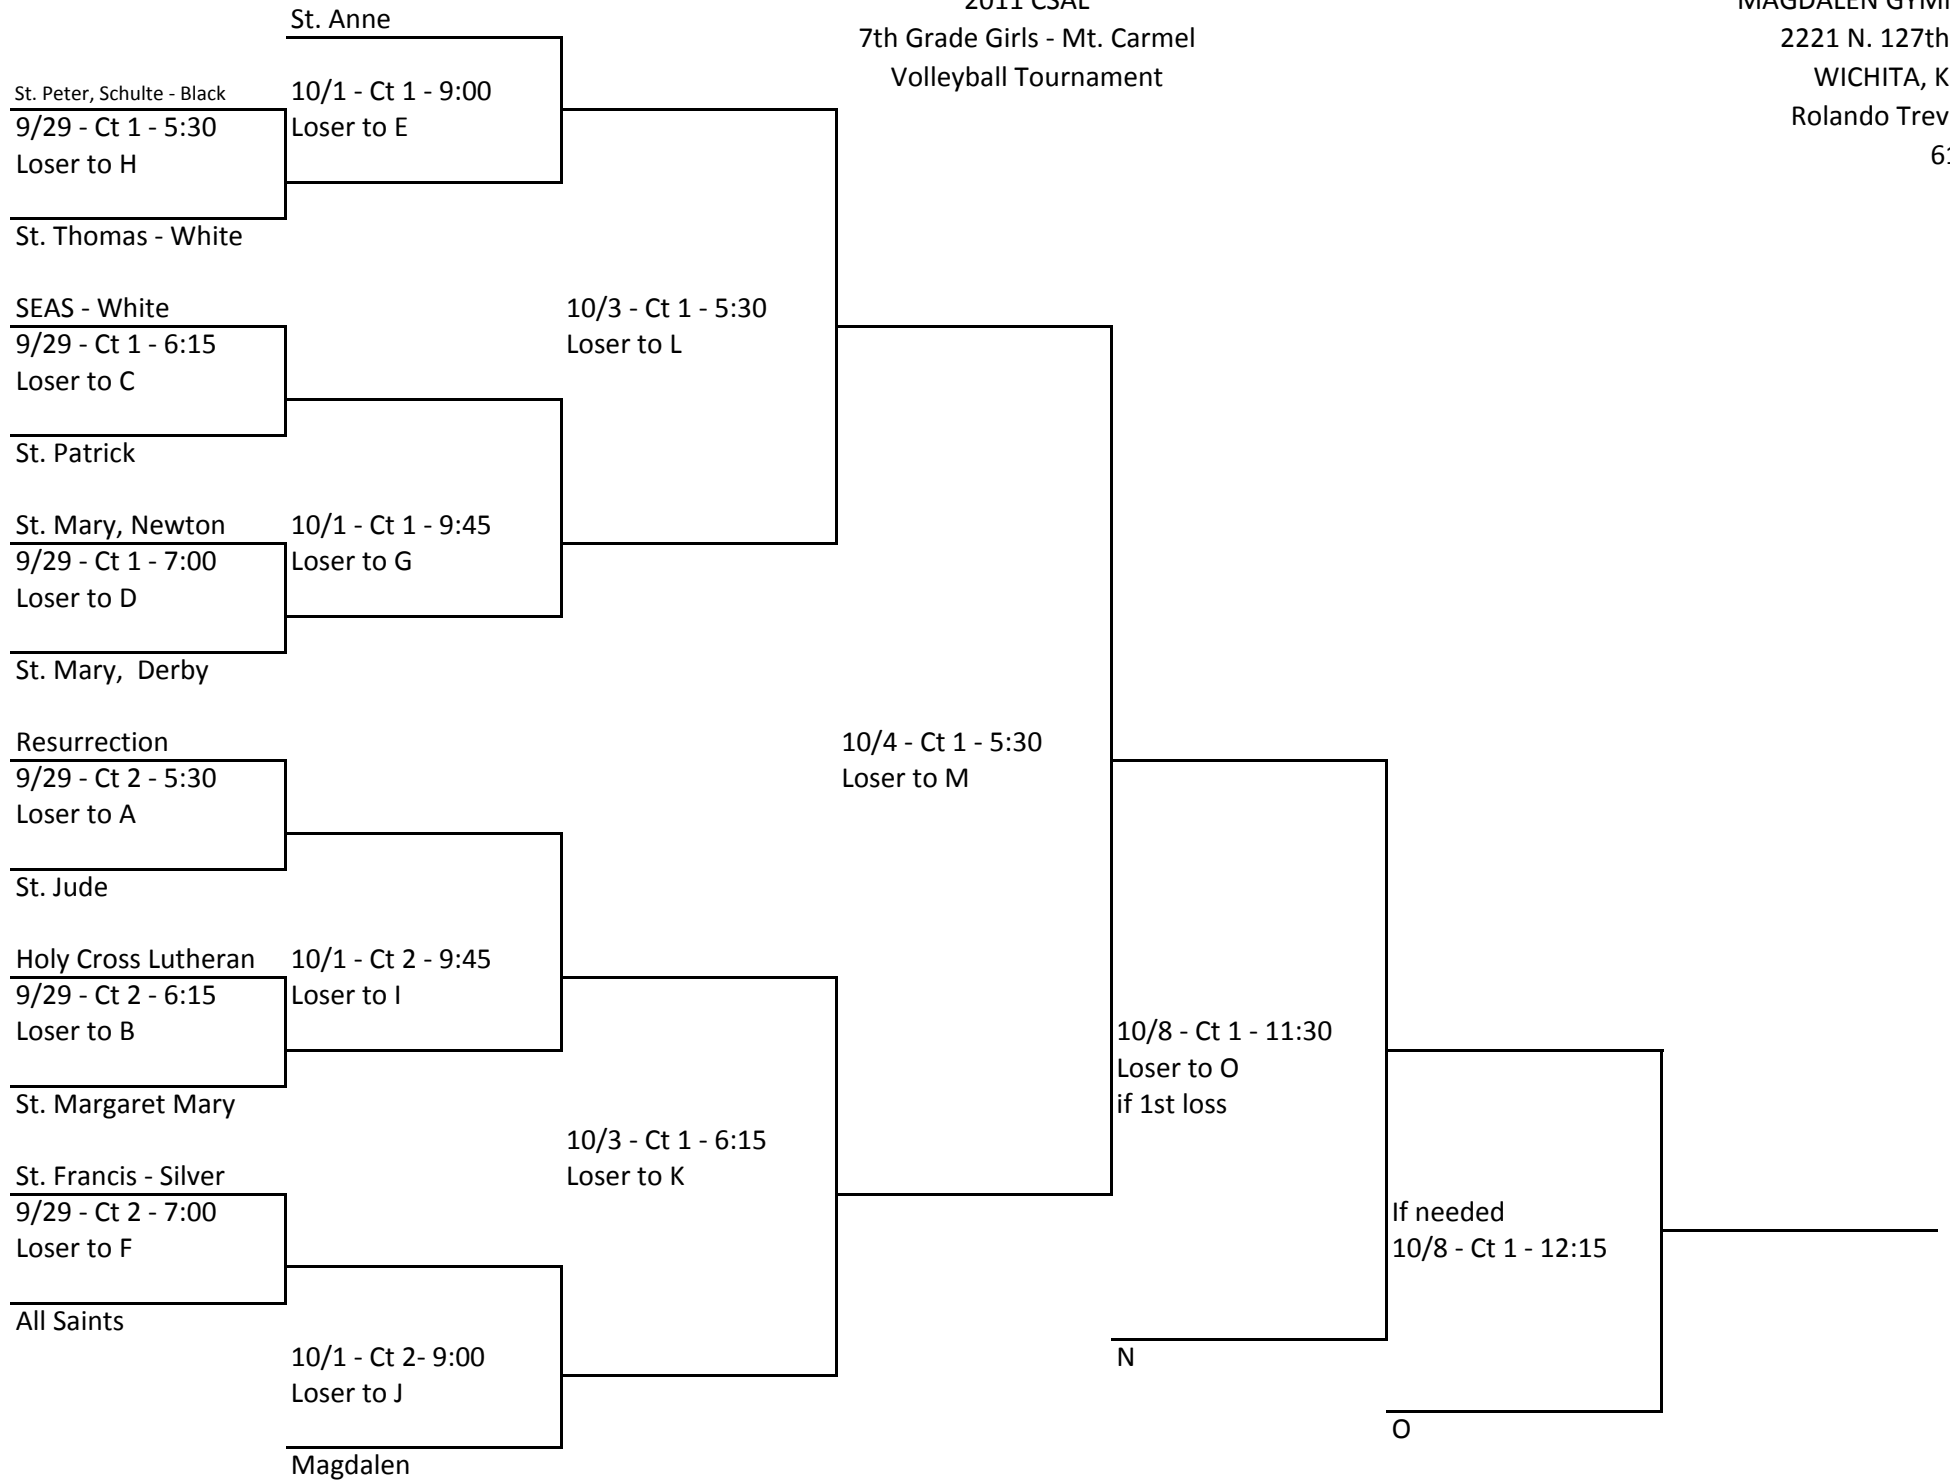 2011 CSAL
7th Grade Girls - Mt. Carmel
Volleyball Tournament
2221 N. 127th
WICHITA, K
Rolando Trev
St. Anne
10/1 - Ct 1 - 9:00
Loser to E
St. Peter, Schulte - Black
9/29 - Ct 1 - 5:30
Loser to H
St. Thomas - White
SEAS - White
9/29 - Ct 1 - 6:15
Loser to C
St. Patrick
10/3 - Ct 1 - 5:30
Loser to L
St. Mary, Newton
9/29 - Ct 1 - 7:00
Loser to D
St. Mary,  Derby
10/1 - Ct 1 - 9:45
Loser to G
Resurrection
9/29 - Ct 2 - 5:30
Loser to A
St. Jude
10/4 - Ct 1 - 5:30
Loser to M
Holy Cross Lutheran
9/29 - Ct 2 - 6:15
Loser to B
St. Margaret Mary
10/1 - Ct 2 - 9:45
Loser to I
10/8 - Ct 1 - 11:30
Loser to O
if 1st loss
10/3 - Ct 1 - 6:15
Loser to K
St. Francis - Silver
9/29 - Ct 2 - 7:00
Loser to F
All Saints
If needed
10/8 - Ct 1 - 12:15
10/1 - Ct 2- 9:00
Loser to J
Magdalen
N
O